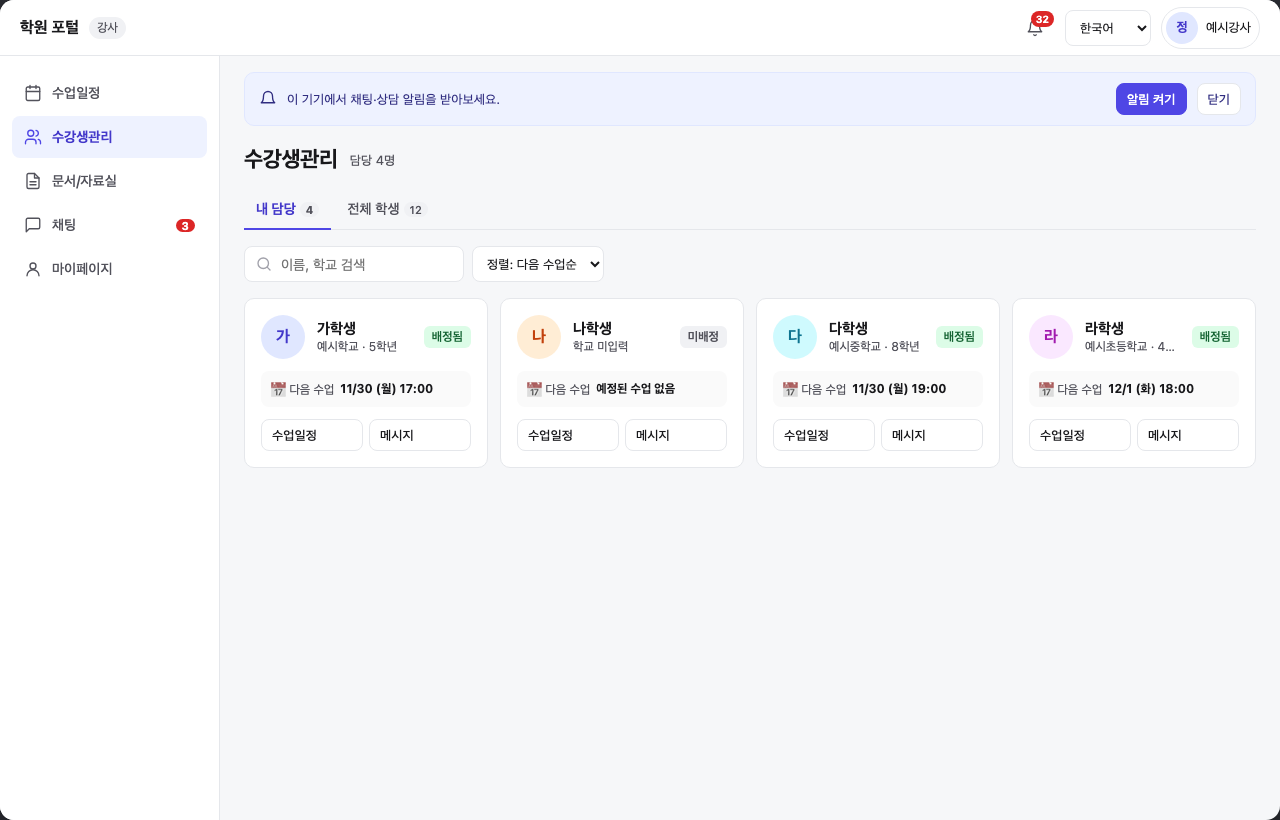 학원 포털 강사
32
한국어
정 예시강사
수업일정
수강생관리
문서/자료실
채팅 3
마이페이지
이 기기에서 채팅·상담 알림을 받아보세요.
알림 켜기 닫기
수강생관리 담당 4명
내 담당 4 전체 학생 12
이름, 학교 검색 정렬: 다음 수업순
가 가학생 배정됨
예시학교 · 5학년
📅 다음 수업 11/30 (월) 17:00
수업일정 메시지
나 나학생 미배정
학교 미입력
📅 다음 수업 예정된 수업 없음
수업일정 메시지
다 다학생 배정됨
예시중학교 · 8학년
📅 다음 수업 11/30 (월) 19:00
수업일정 메시지
라 라학생 배정됨
예시초등학교 · 4...
📅 다음 수업 12/1 (화) 18:00
수업일정 메시지